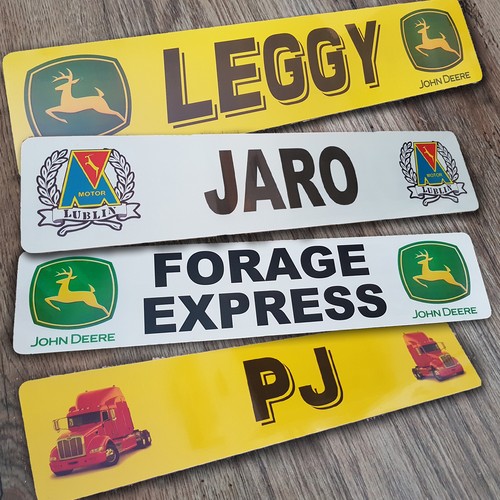 LEGGY
JOHN DEERE
JARO
MOTOR
LUBLIN
MOTOR
LUBLIN
FORAGE
EXPRESS
JOHN DEERE
JOHN DEERE
PJ